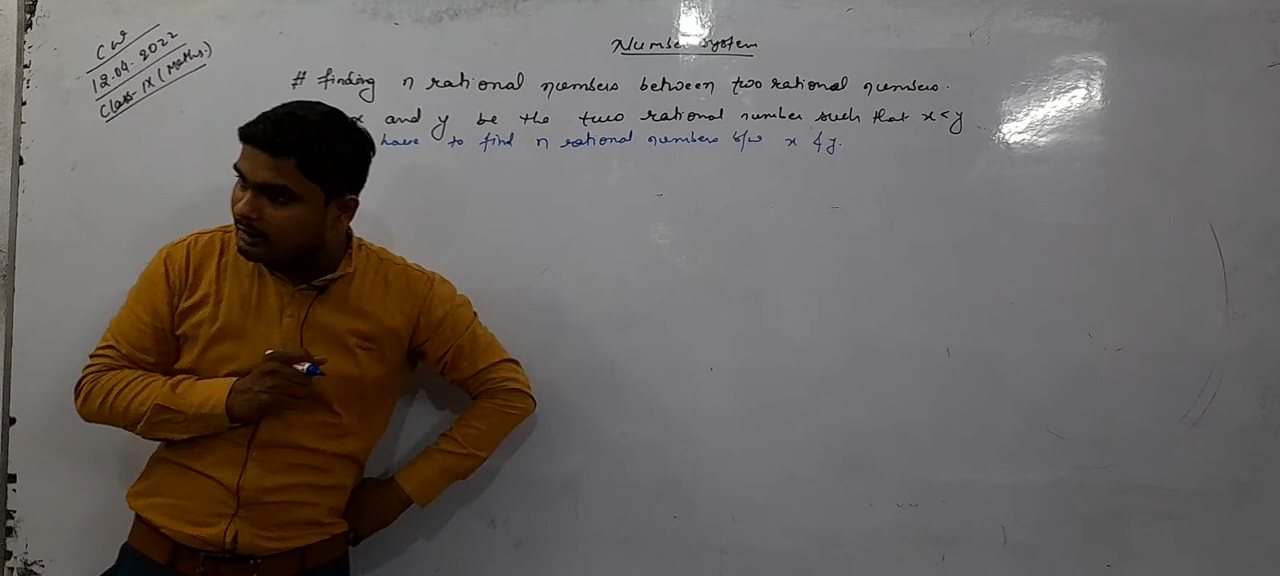 CW
12.04.2022
Class-IX (Maths.)
Number System
# finding n rational numbers between two rational numbers.
x and y be the two rational number such that x < y
have to find n rational numbers b/w x & y.